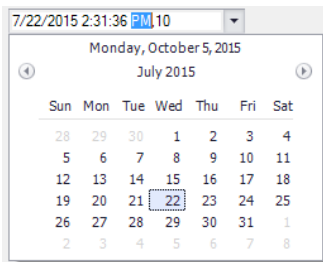 7/22/2015 2:31:36 PM.10
Monday, October 5, 2015
July 2015
Sun Mon Tue Wed Thu Fri Sat
28 29 30 1 2 3 4
5 6 7 8 9 10 11
12 13 14 15 16 17 18
19 20 21 22 23 24 25
26 27 28 29 30 31 1
2 3 4 5 6 7 8